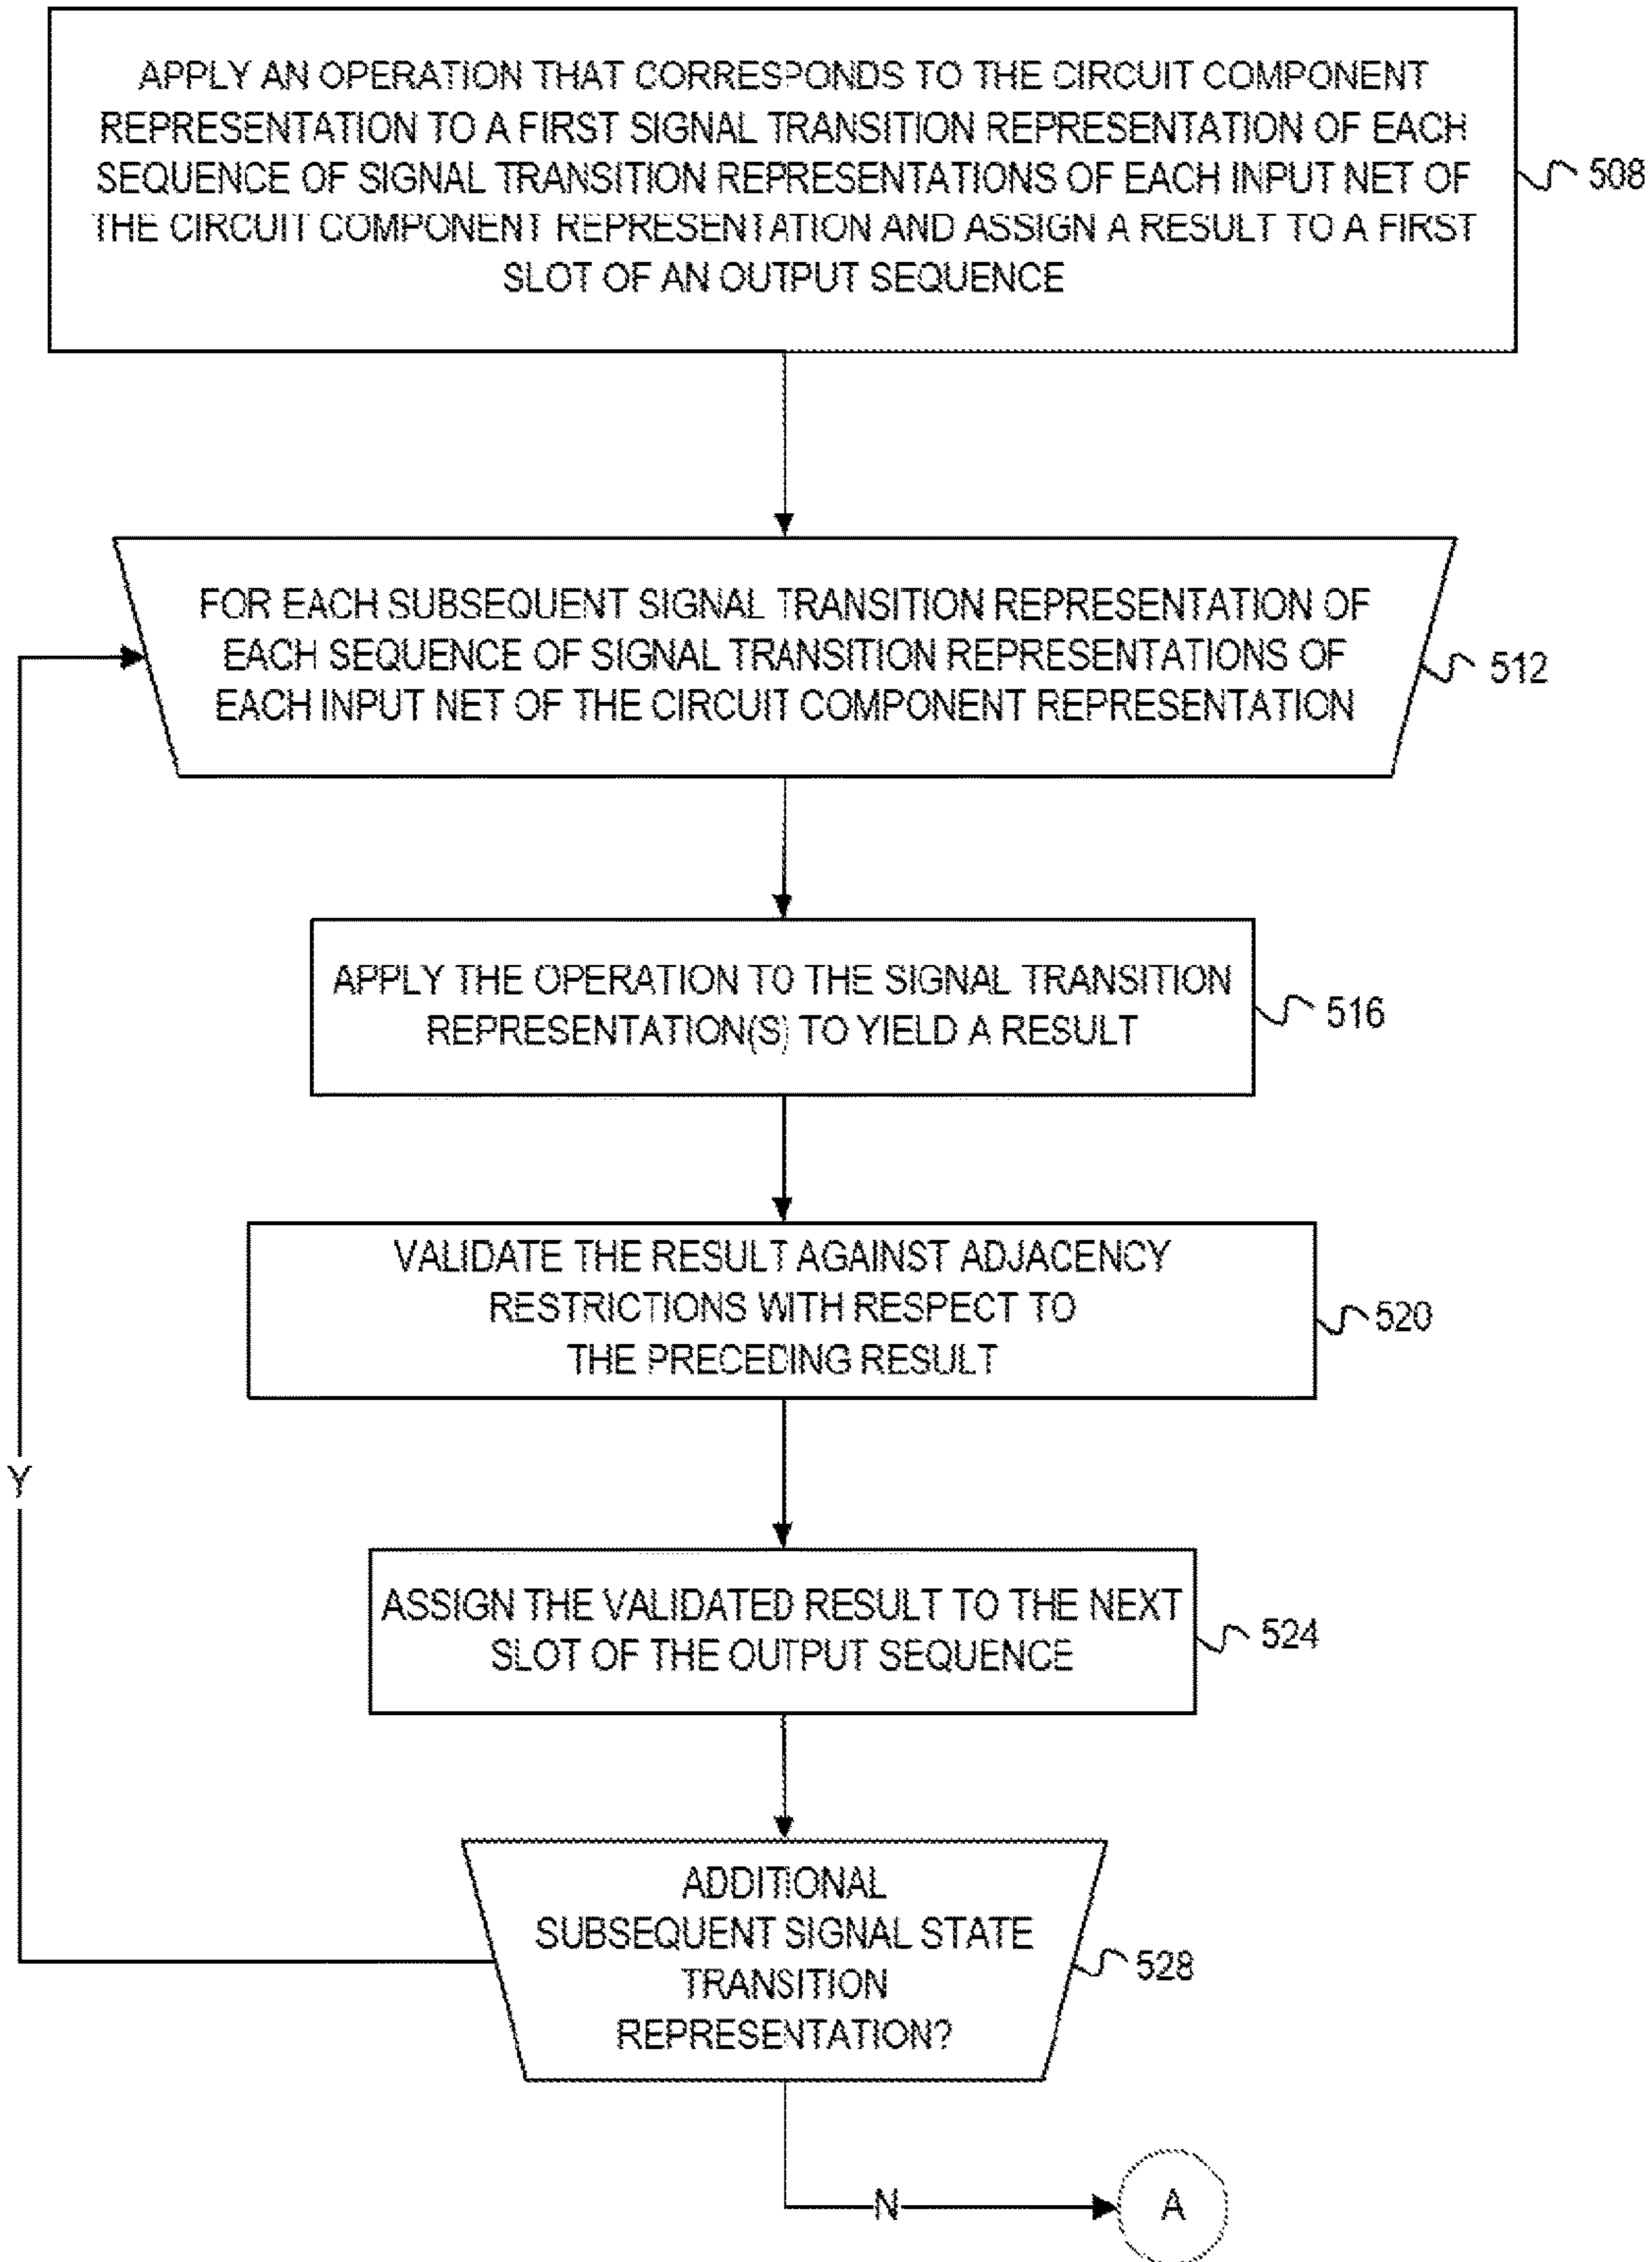 APPLY AN OPERATION THAT CORRESPONDS TO THE CIRCUIT COMPONENT
REPRESENTATION TO A FIRST SIGNAL TRANSITION REPRESENTATION OF EACH
SEQUENCE OF SIGNAL TRANSITION REPRESENTATIONS OF EACH INPUT NET OF
THE CIRCUIT COMPONENT REPRESENTATION AND ASSIGN A RESULT TO A FIRST
SLOT OF AN OUTPUT SEQUENCE
508
FOR EACH SUBSEQUENT SIGNAL TRANSITION REPRESENTATION OF
EACH SEQUENCE OF SIGNAL TRANSITION REPRESENTATIONS OF
EACH INPUT NET OF THE CIRCUIT COMPONENT REPRESENTATION
512
APPLY THE OPERATION TO THE SIGNAL TRANSITION
REPRESENTATION(S) TO YIELD A RESULT
516
VALIDATE THE RESULT AGAINST ADJACENCY
RESTRICTIONS WITH RESPECT TO
THE PRECEDING RESULT
520
Y
ASSIGN THE VALIDATED RESULT TO THE NEXT
SLOT OF THE OUTPUT SEQUENCE
524
ADDITIONAL
SUBSEQUENT SIGNAL STATE
TRANSITION
REPRESENTATION?
528
N
A